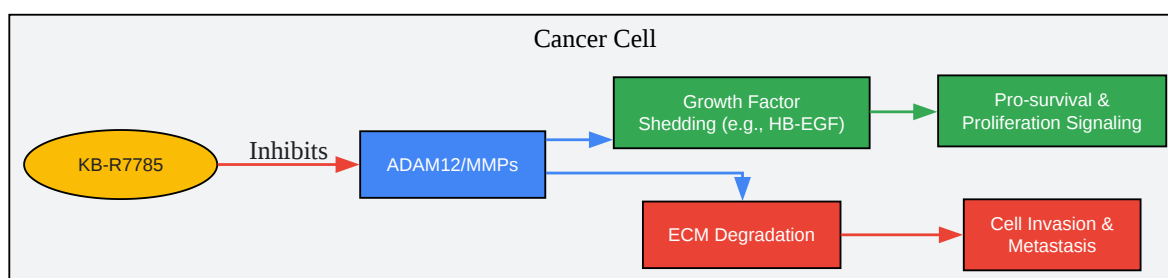 Cancer Cell
KB-R7785
Inhibits
ADAM12/MMPs
Growth Factor
Shedding (e.g., HB-EGF)
Pro-survival &
Proliferation Signaling
ECM Degradation
Cell Invasion &
Metastasis